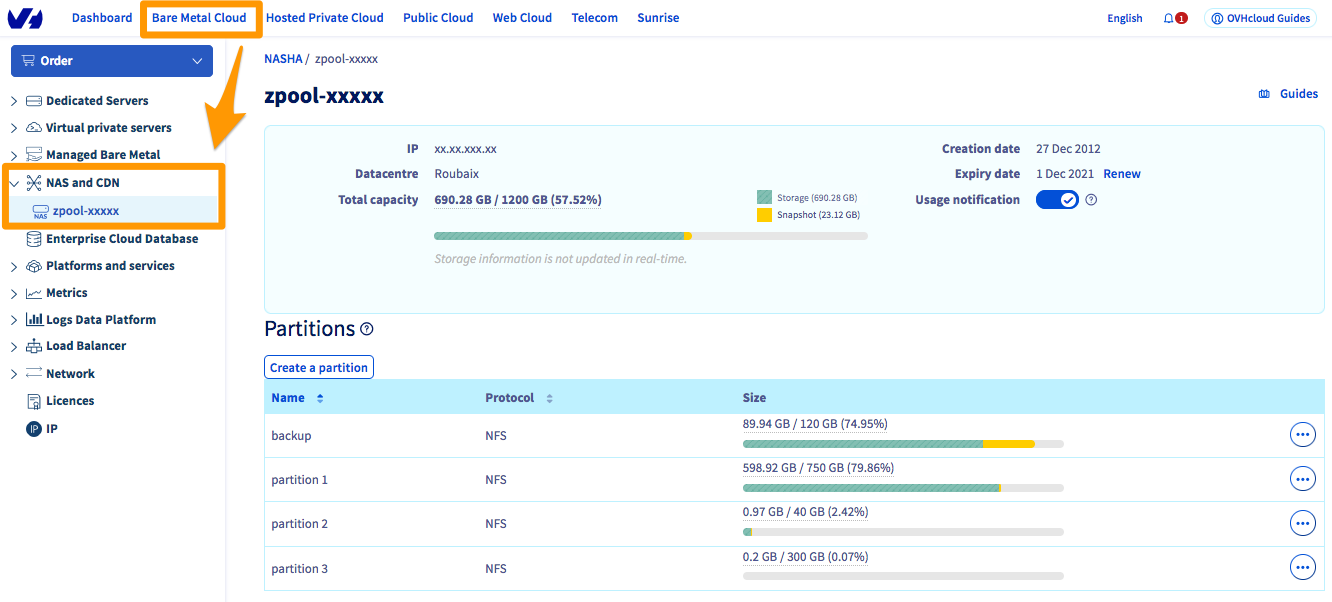 Dashboard Bare Metal Cloud Hosted Private Cloud Public Cloud Web Cloud Telecom Sunrise English 1 OVHcloud Guides
Order
Dedicated Servers
Virtual private servers
Managed Bare Metal
NAS and CDN
NAS zpool-xxxxx
Enterprise Cloud Database
Platforms and services
Metrics
Logs Data Platform
Load Balancer
Network
Licences
IP IP
NASHA / zpool-xxxxx
zpool-xxxxx
Guides
IP xx.xx.xxx.xx
Datacentre Roubaix
Total capacity 690.28 GB / 1200 GB (57.52%)
Storage (690.28 GB)
Snapshot (23.12 GB)
Storage information is not updated in real-time.
Creation date 27 Dec 2012
Expiry date 1 Dec 2021 Renew
Usage notification ?
Partitions ?
Create a partition
Name Protocol Size
backup NFS 89.94 GB / 120 GB (74.95%)
partition 1 NFS 598.92 GB / 750 GB (79.86%)
partition 2 NFS 0.97 GB / 40 GB (2.42%)
partition 3 NFS 0.2 GB / 300 GB (0.07%)